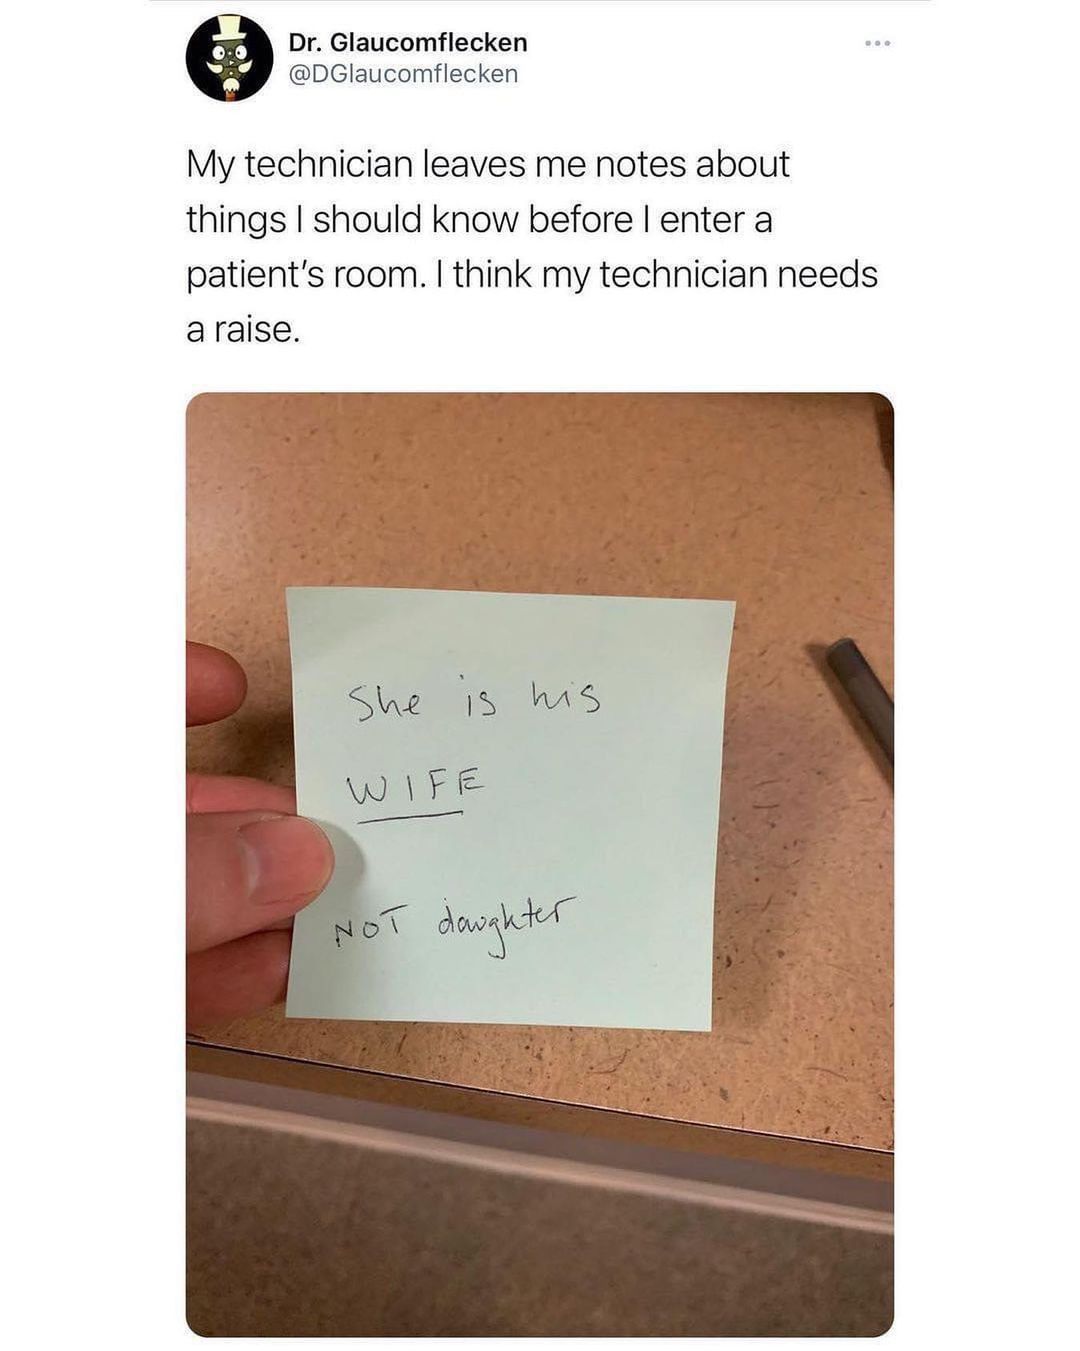 Dr. Glaucomflecken
@DGlaucomflecken
My technician leaves me notes about
things I should know before I enter a
patient's room. I think my technician needs
a raise.
She is his
WIFE
NOT daughter